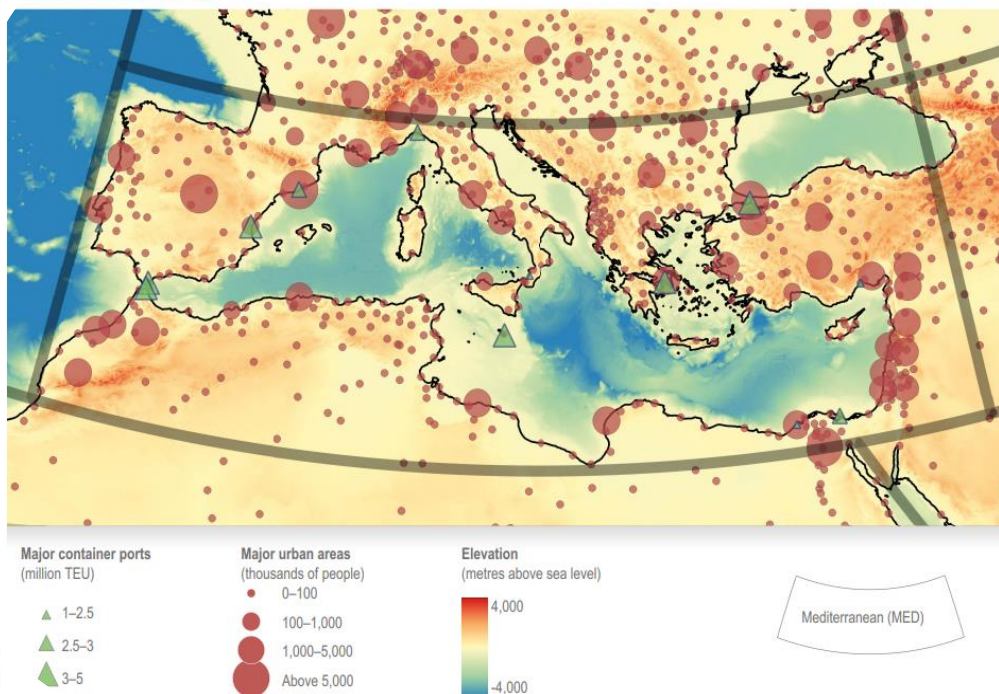 Major container ports
(million TEU)
1–2.5
2.5–3
3–5
Major urban areas
(thousands of people)
0–100
100–1,000
1,000–5,000
Above 5,000
Elevation
(metres above sea level)
4,000
-4,000
Mediterranean (MED)